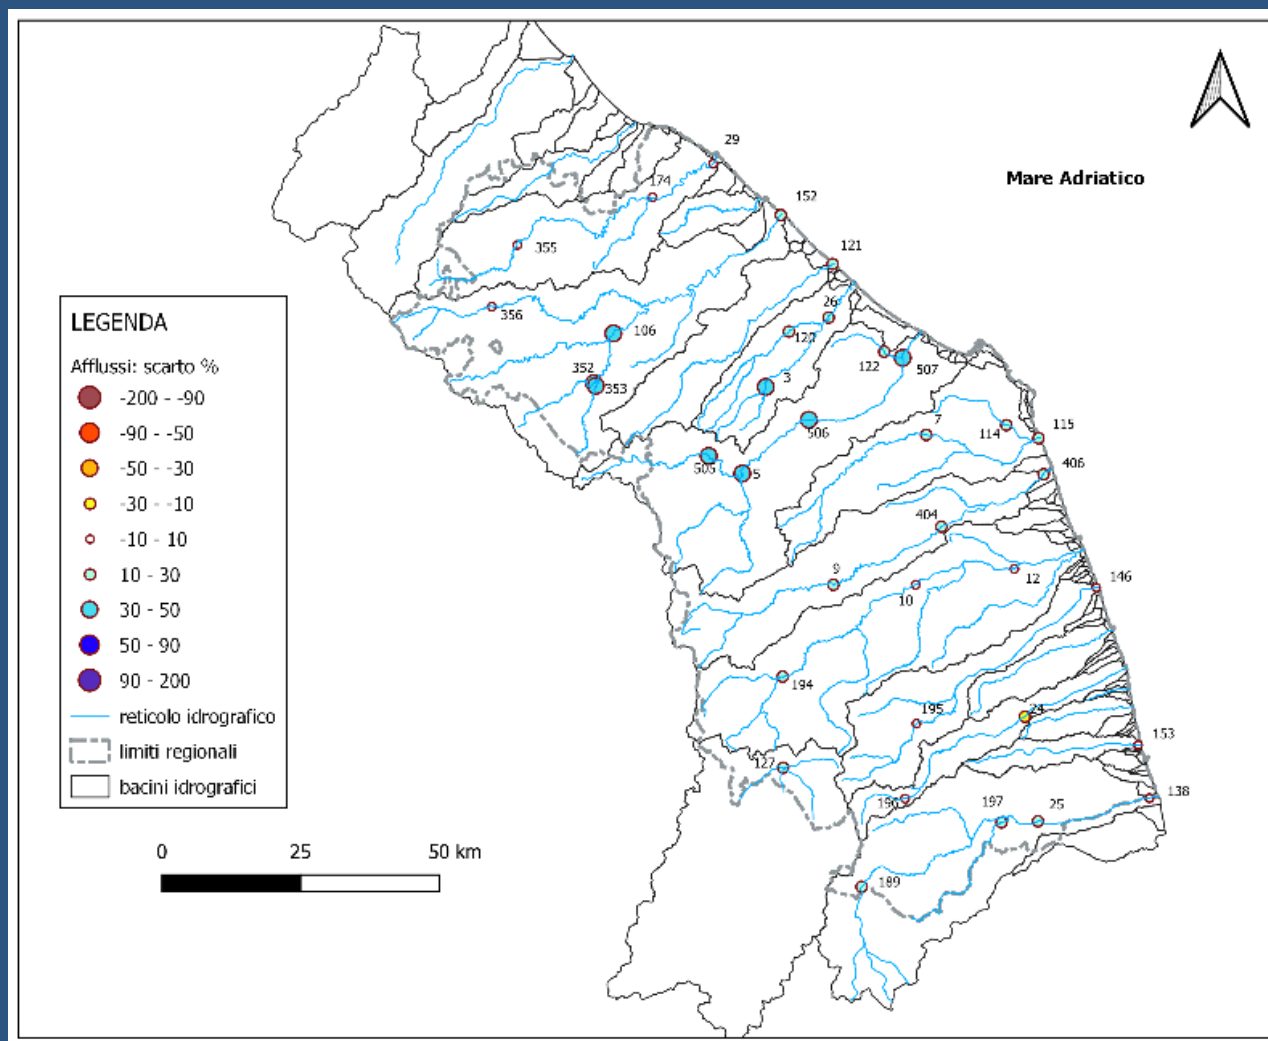 Mare Adriatico
29
174
152
355
121
356
26
106
120
122
507
352
353
3
506
7
114
115
505
5
406
404
9
10
12
146
194
195
24
153
127
196
197
25
138
189
LEGENDA
Afflussi: scarto %
-200 - -90
-90 - -50
-50 - -30
-30 - -10
-10 - 10
10 - 30
30 - 50
50 - 90
90 - 200
reticolo idrografico
limiti regionali
bacini idrografici
0 25 50 km